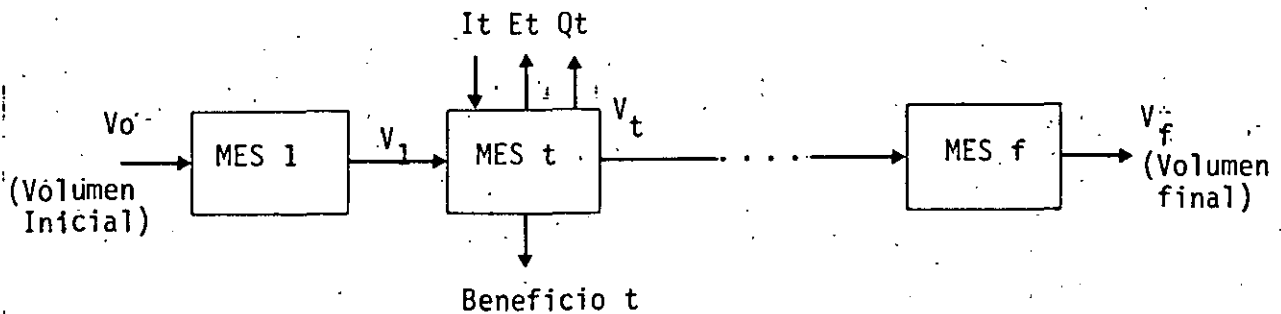 It Et Qt
Vo
V1
Vt
Vf
MES 1
MES t
. . . .
MES f
(Volumen
Inicial)
(Volumen
final)
Beneficio t